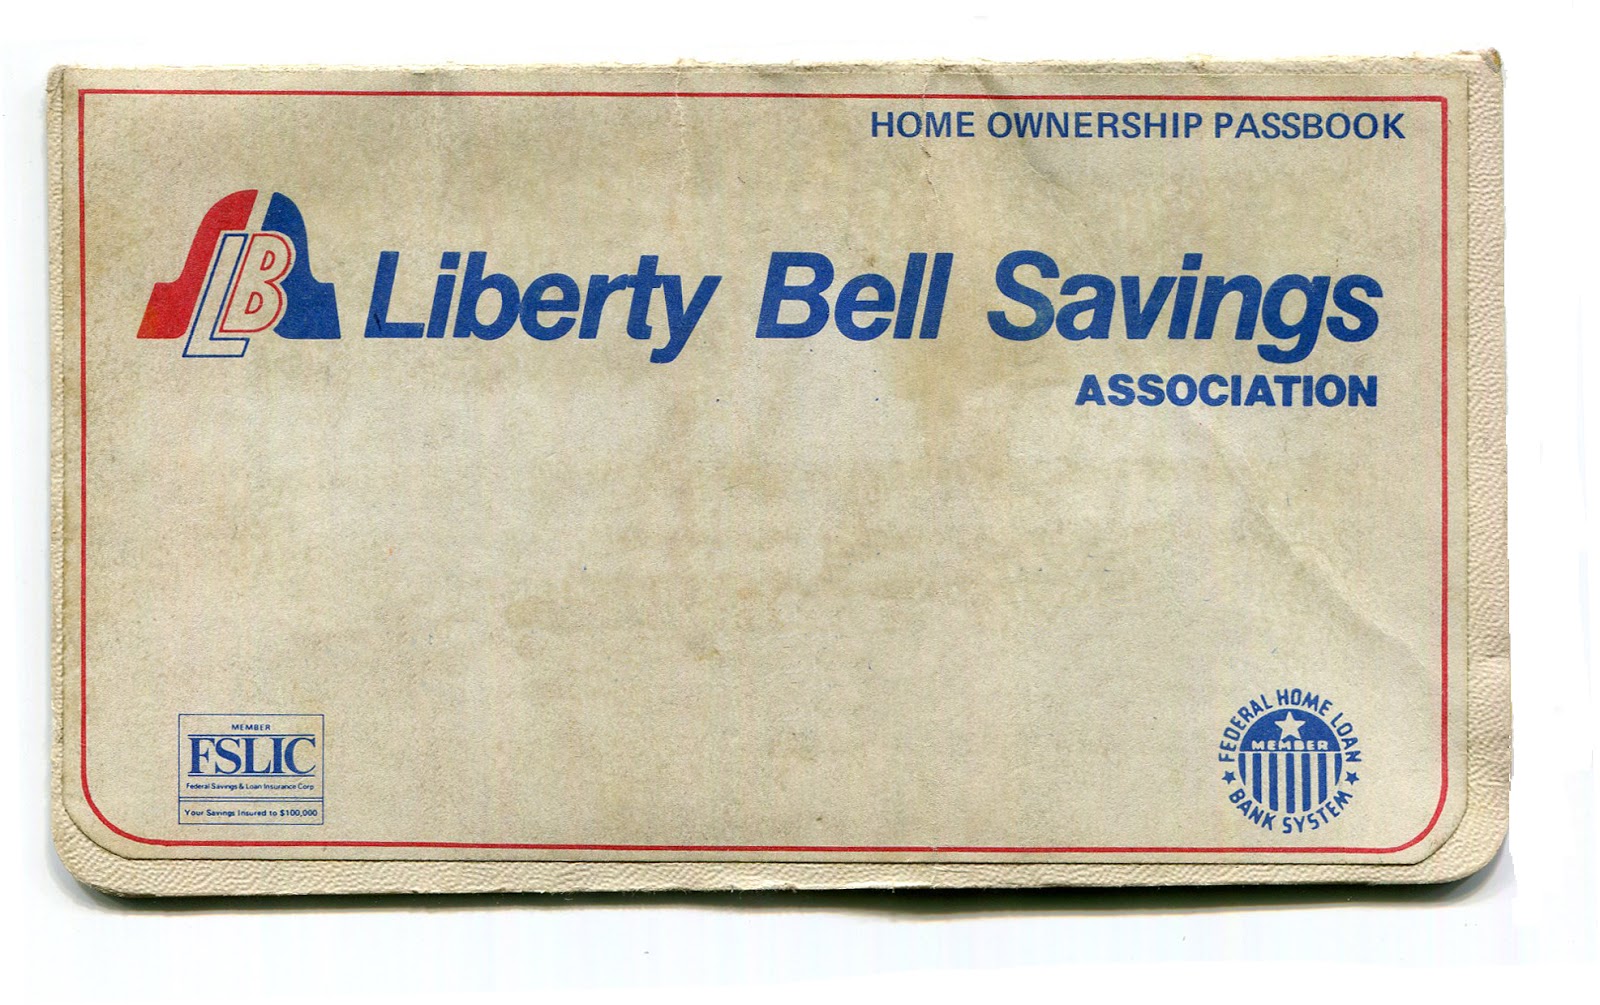 HOME OWNERSHIP PASSBOOK
LB
Liberty Bell Savings
ASSOCIATION
MEMBER
FSLIC
Federal Savings & Loan Insurance Corp
Your Savings Insured to $100,000
FEDERAL HOME LOAN
MEMBER
BANK SYSTEM